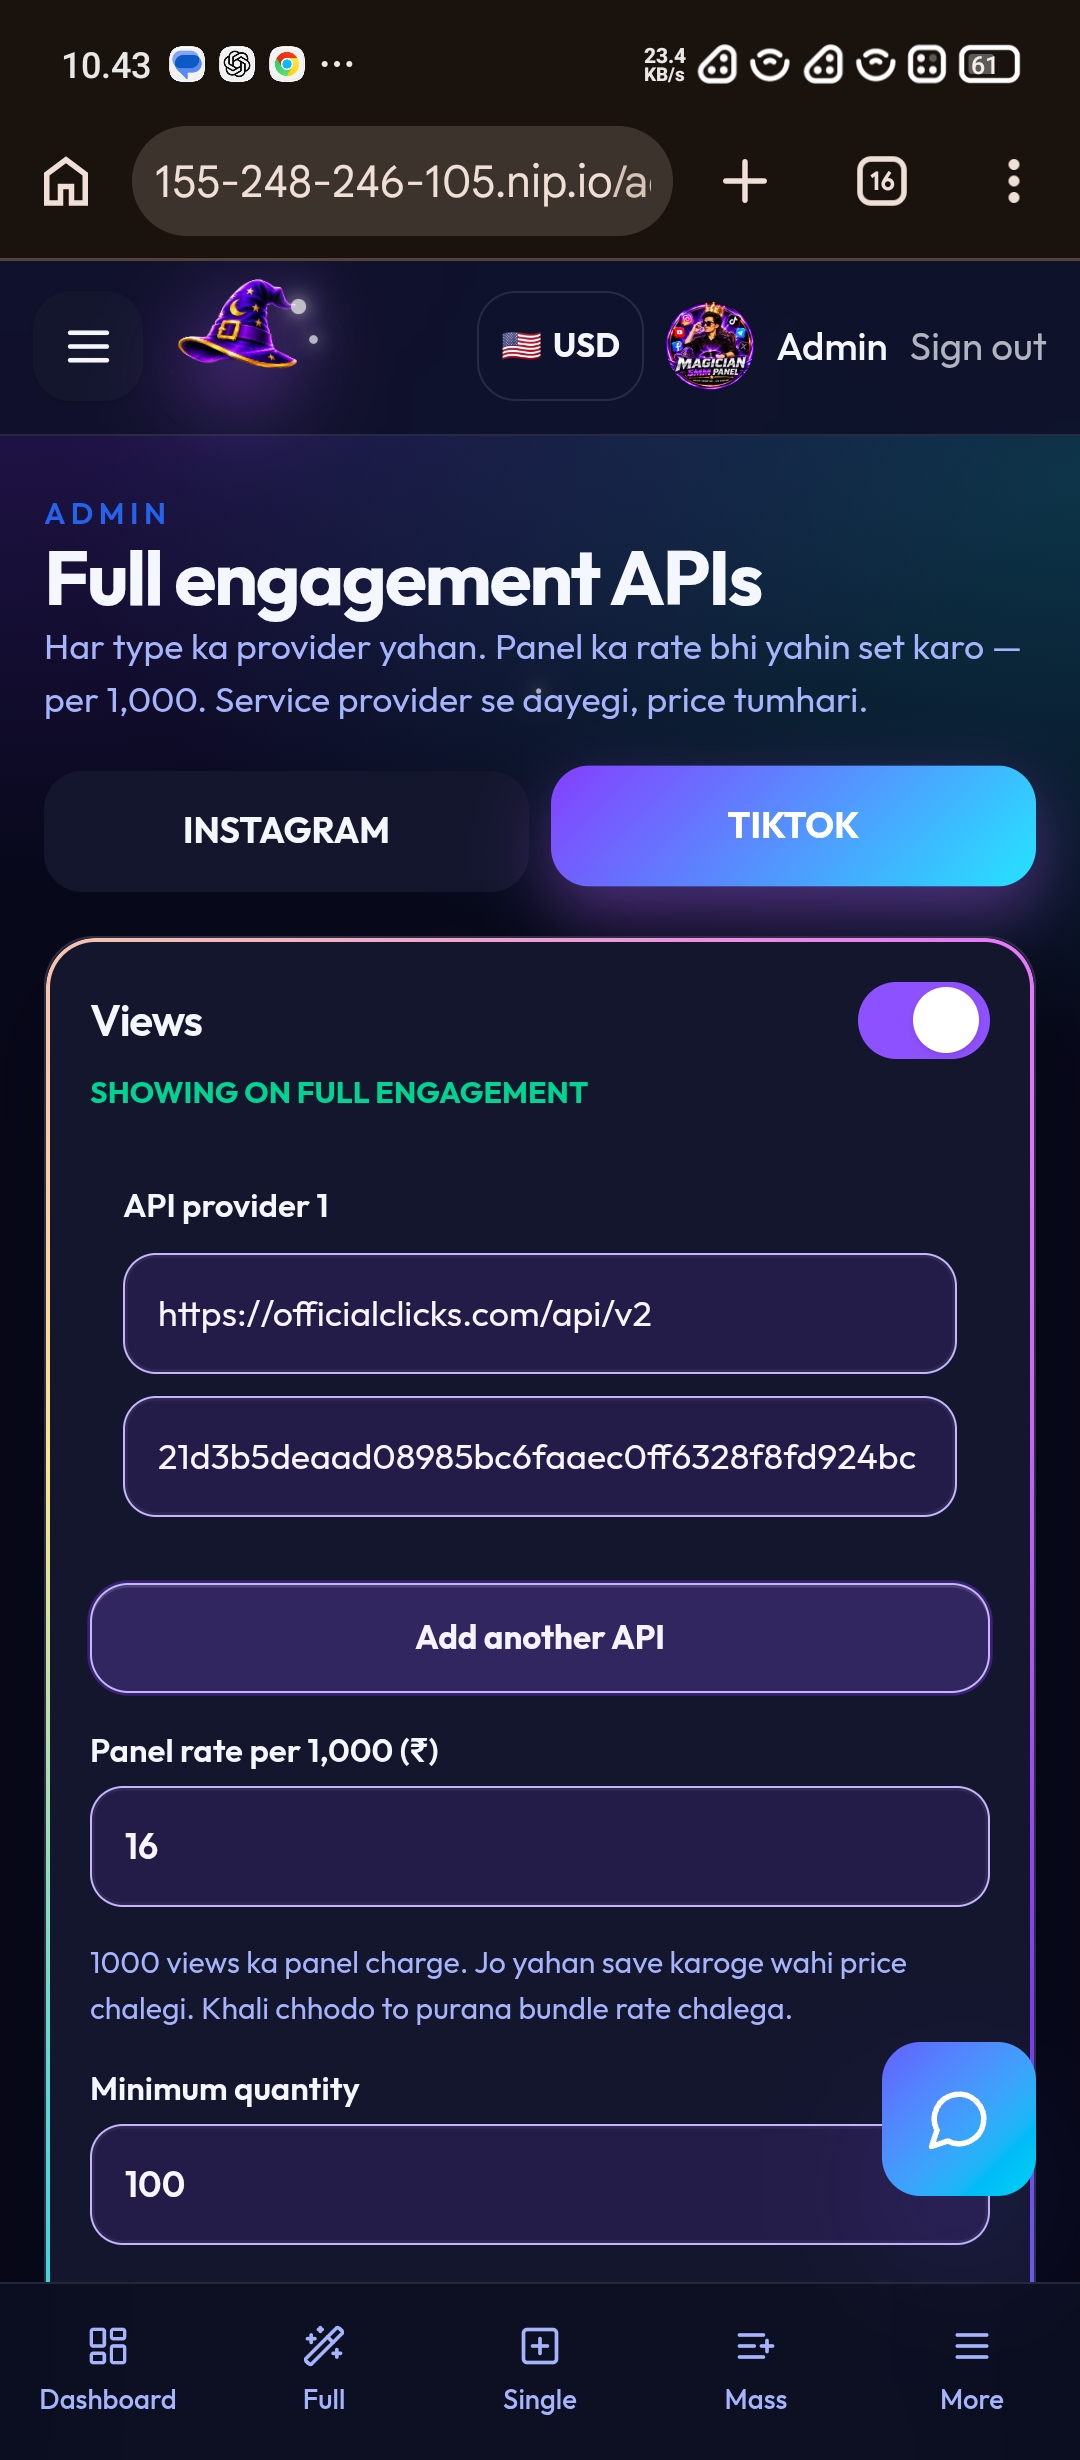 10.43
23.4
KB/s
61
155-248-246-105.nip.io/a
16
USD
MAGICIAN
SMM PANEL
Admin
Sign out
ADMIN
Full engagement APIs
Har type ka provider yahan. Panel ka rate bhi yahin set karo —
per 1,000. Service provider se dayegi, price tumhari.
INSTAGRAM
TIKTOK
Views
SHOWING ON FULL ENGAGEMENT
API provider 1
https://officialclicks.com/api/v2
21d3b5deaad08985bc6faaec0ff6328f8fd924bc
Add another API
Panel rate per 1,000 (₹)
16
1000 views ka panel charge. Jo yahan save karoge wahi price
chalegi. Khali chhodo to purana bundle rate chalega.
Minimum quantity
100
Dashboard
Full
Single
Mass
More